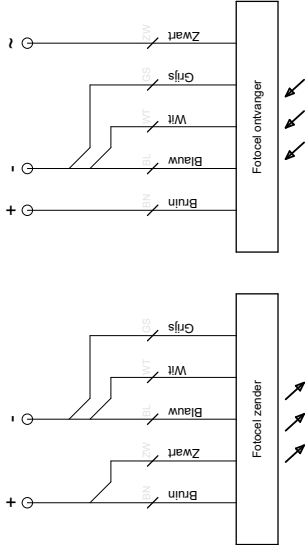 ~
ZW
Zwart
GS
Grijs
WT
Wit
-
BL
Blauw
+
BN
Bruin
Fotocel ontvanger
GS
Grijs
WT
Wit
-
BL
Blauw
ZW
Zwart
+
BN
Bruin
Fotocel zender